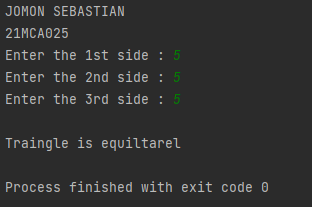 JOMON SEBASTIAN
21MCA025
Enter the 1st side : 5
Enter the 2nd side : 5
Enter the 3rd side : 5
Traingle is equiltarel
Process finished with exit code 0